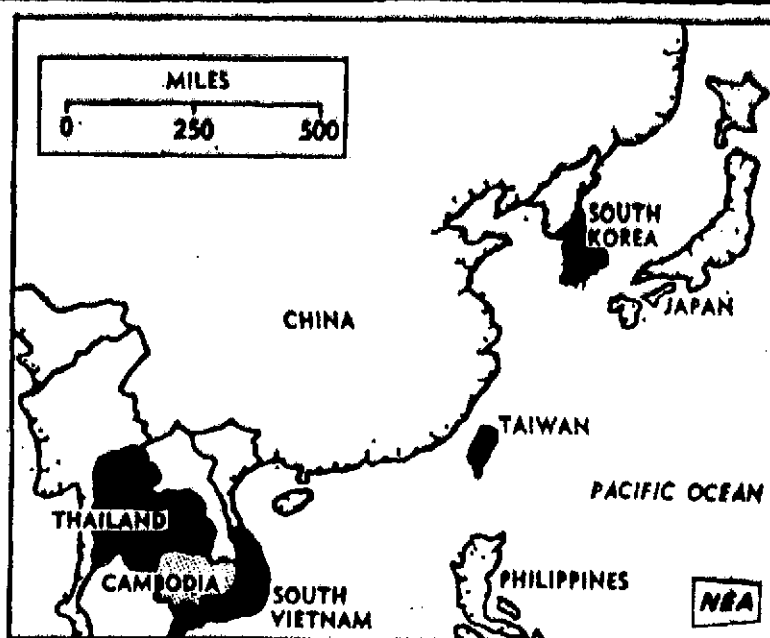 MILES
0 250 500
SOUTH
KOREA
JAPAN
CHINA
TAIWAN
PACIFIC OCEAN
THAILAND
CAMBODIA
SOUTH
VIETNAM
PHILIPPINES
NEA